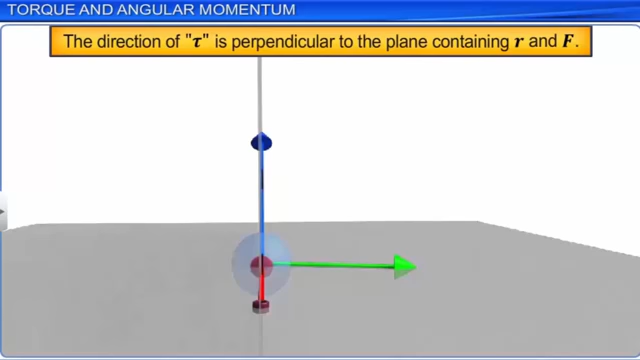 TORQUE AND ANGULAR MOMENTUM
The direction of "τ" is perpendicular to the plane containing r and F.